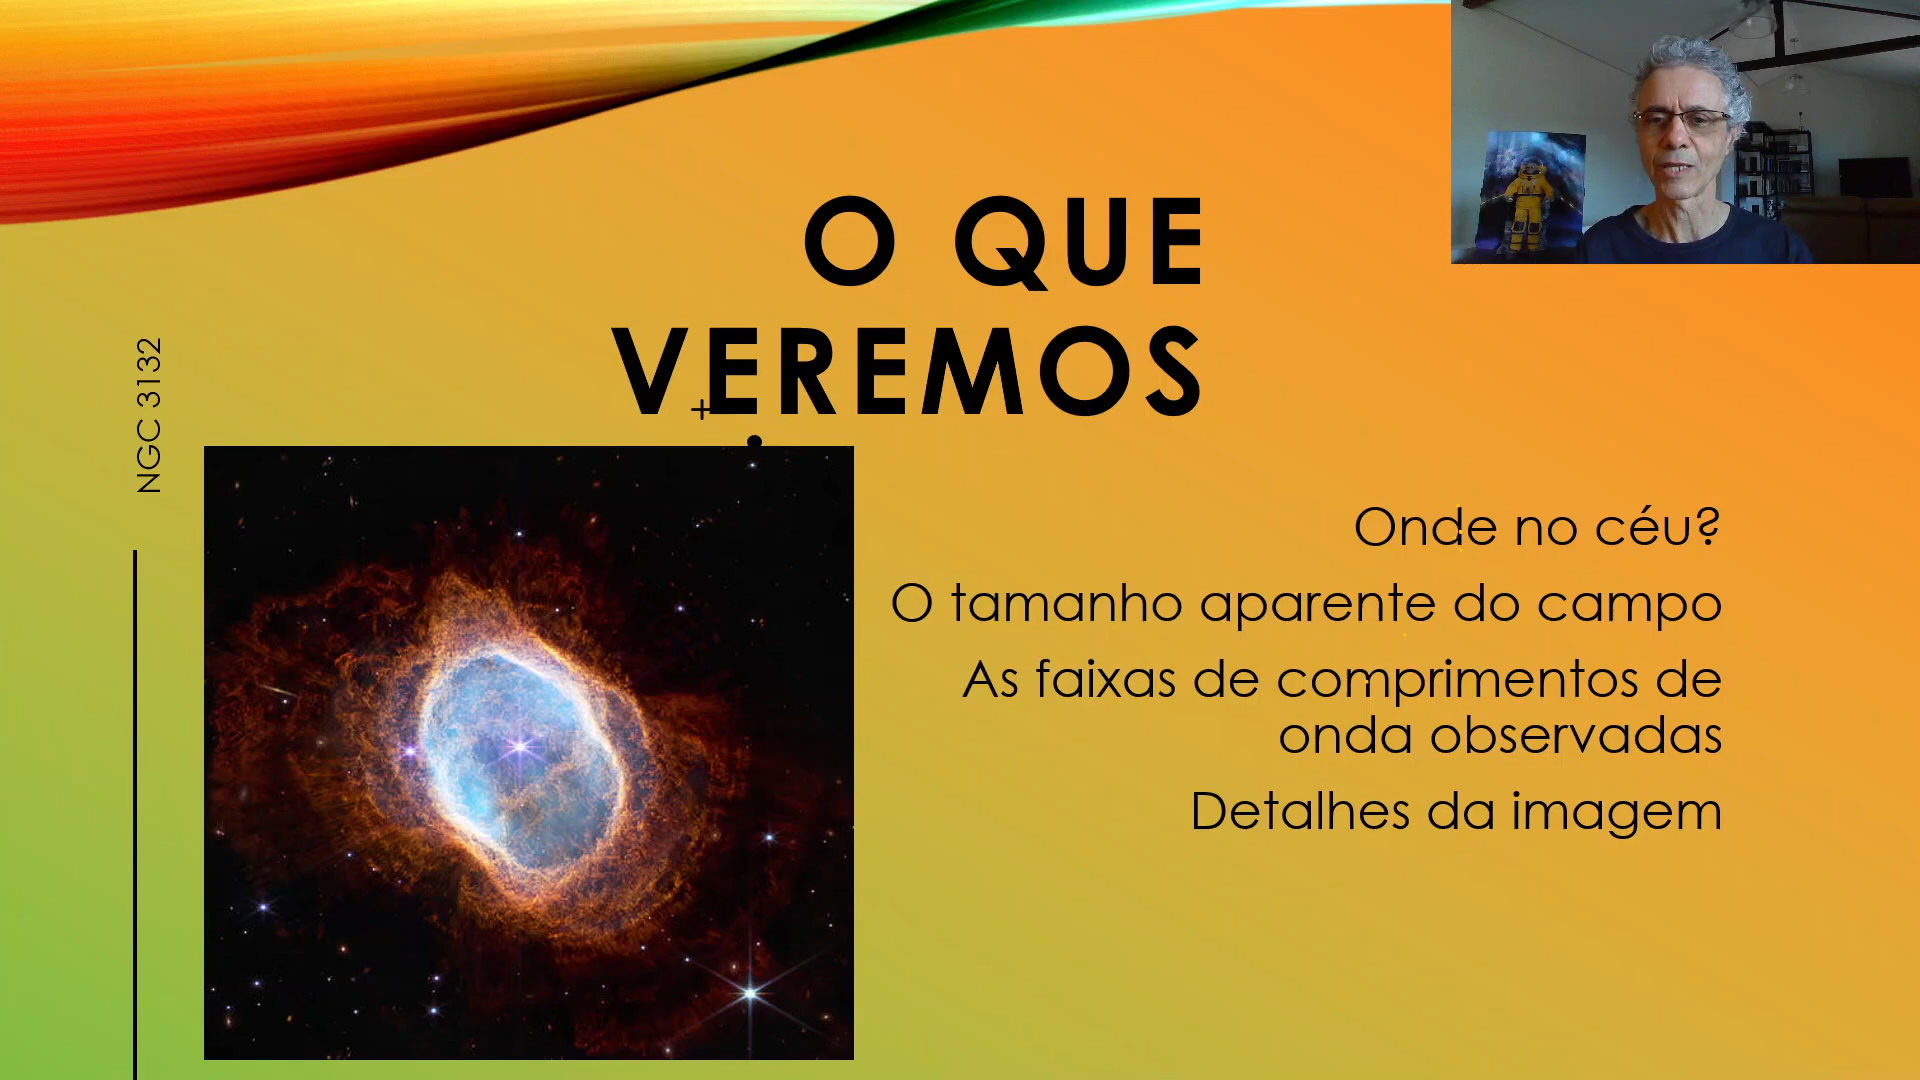 O QUE
VEREMOS
NGC 3132
Onde no céu?
O tamanho aparente do campo
As faixas de comprimentos de
onda observadas
Detalhes da imagem